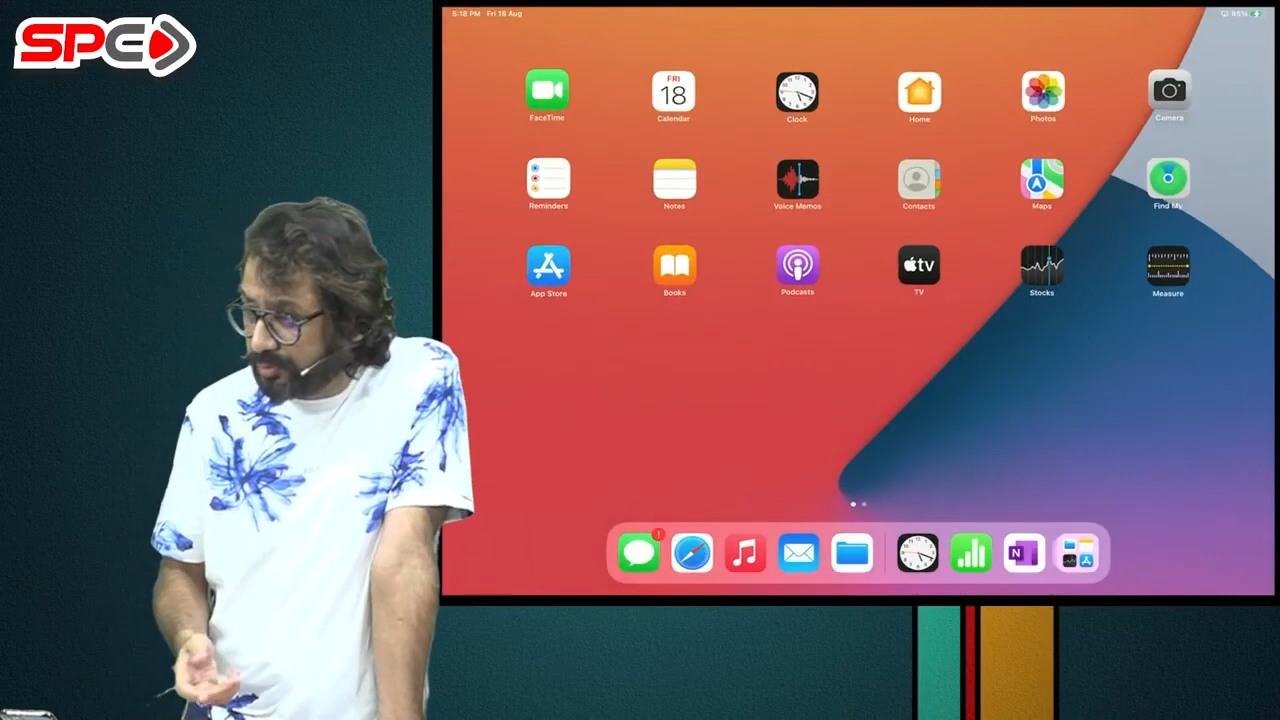 SPE
5:18 PM Fri 18 Aug
85%
FaceTime
FRI
18
Calendar
Clock
Home
Photos
Camera
Reminders
Notes
Voice Memos
Contacts
Maps
Find My
App Store
Books
Podcasts
tv
TV
Stocks
Measure
!
N